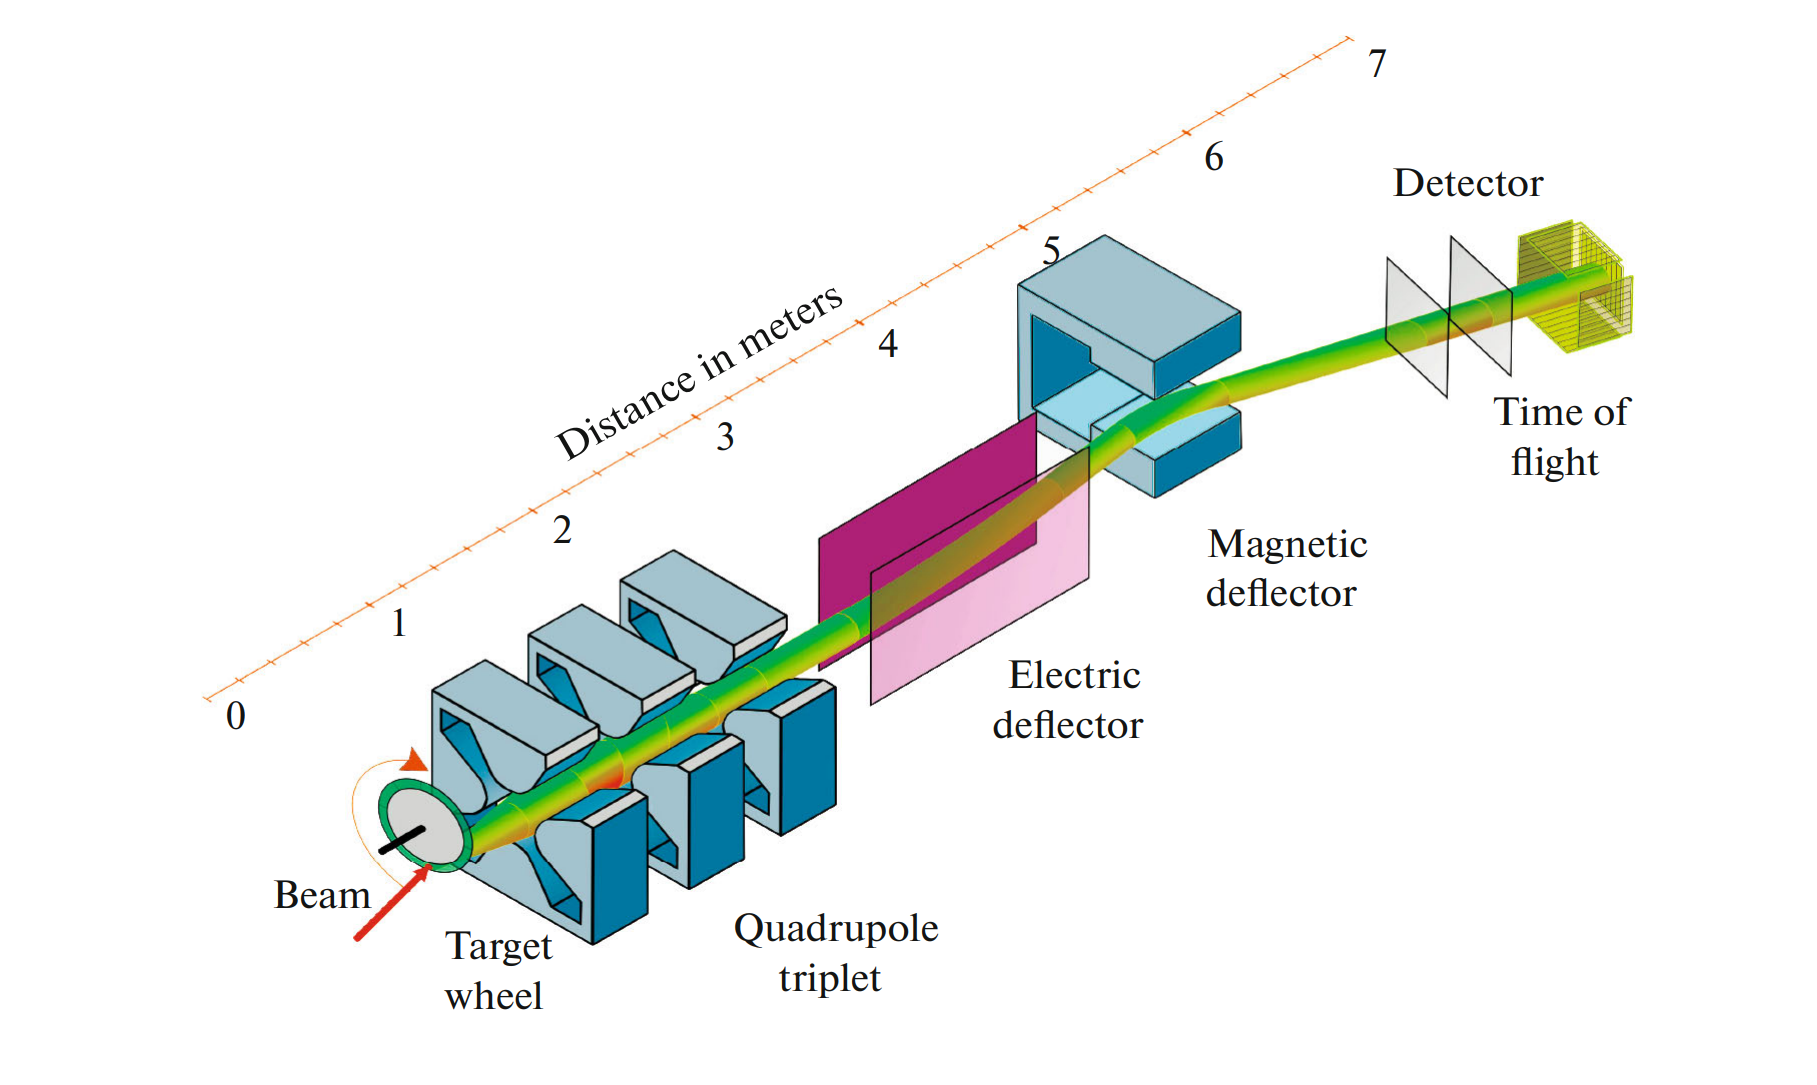 7
6
Detector
5
Distance in meters
4
Time of
flight
3
2
Magnetic
deflector
1
Electric
deflector
0
Beam
Target
wheel
Quadrupole
triplet